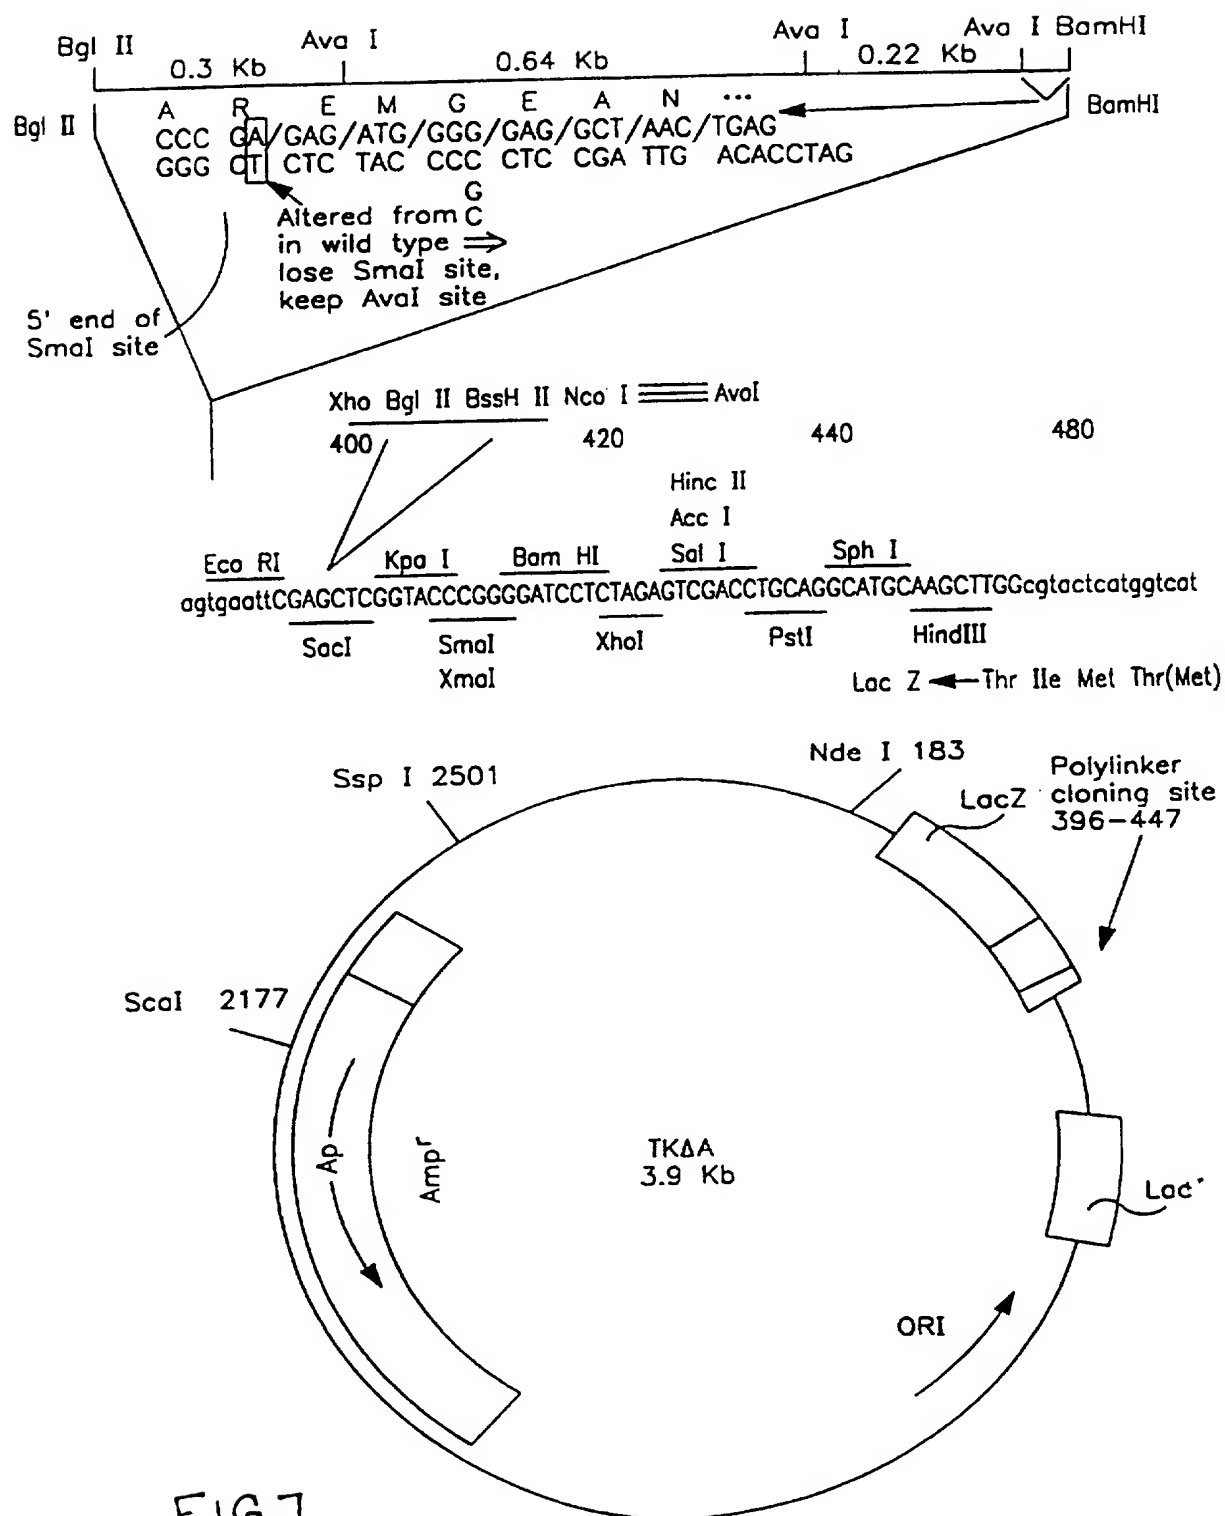 Bgl II Ava I Ava I Ava I BamHI
0.3 Kb 0.64 Kb 0.22 Kb
A R E M G E A N ...
Bgl II BamHI
CCC GA/GAG/ATG/GGG/GAG/GCT/AAC/TGAG
GGG CT CTC TAC CCC CTC CGA TTG ACACCTAG
G
Altered from C
in wild type ⇒
lose SmaI site,
keep AvaI site
5' end of
SmaI site
Xho Bgl II BssH II Nco I ≡ AvaI
400 420 440 480
Hinc II
Acc I
Eco RI Kpa I Bam HI Sal I Sph I
agtgaattCGAGCTCGGTACCCGGGGATCCTCTAGAGTCGACCTGCAGGCATGCAAGCTTGGcgtactcatggtcat
SacI SmaI XhoI PstI HindIII
XmaI
Lac Z ← Thr IIe Met Thr(Met)
Nde I 183
Ssp I 2501
Polylinker
cloning site
396-447
LacZ
ScaI 2177
Ap
Ampr
TKΔA
3.9 Kb
Lac'
ORI
FIG 7